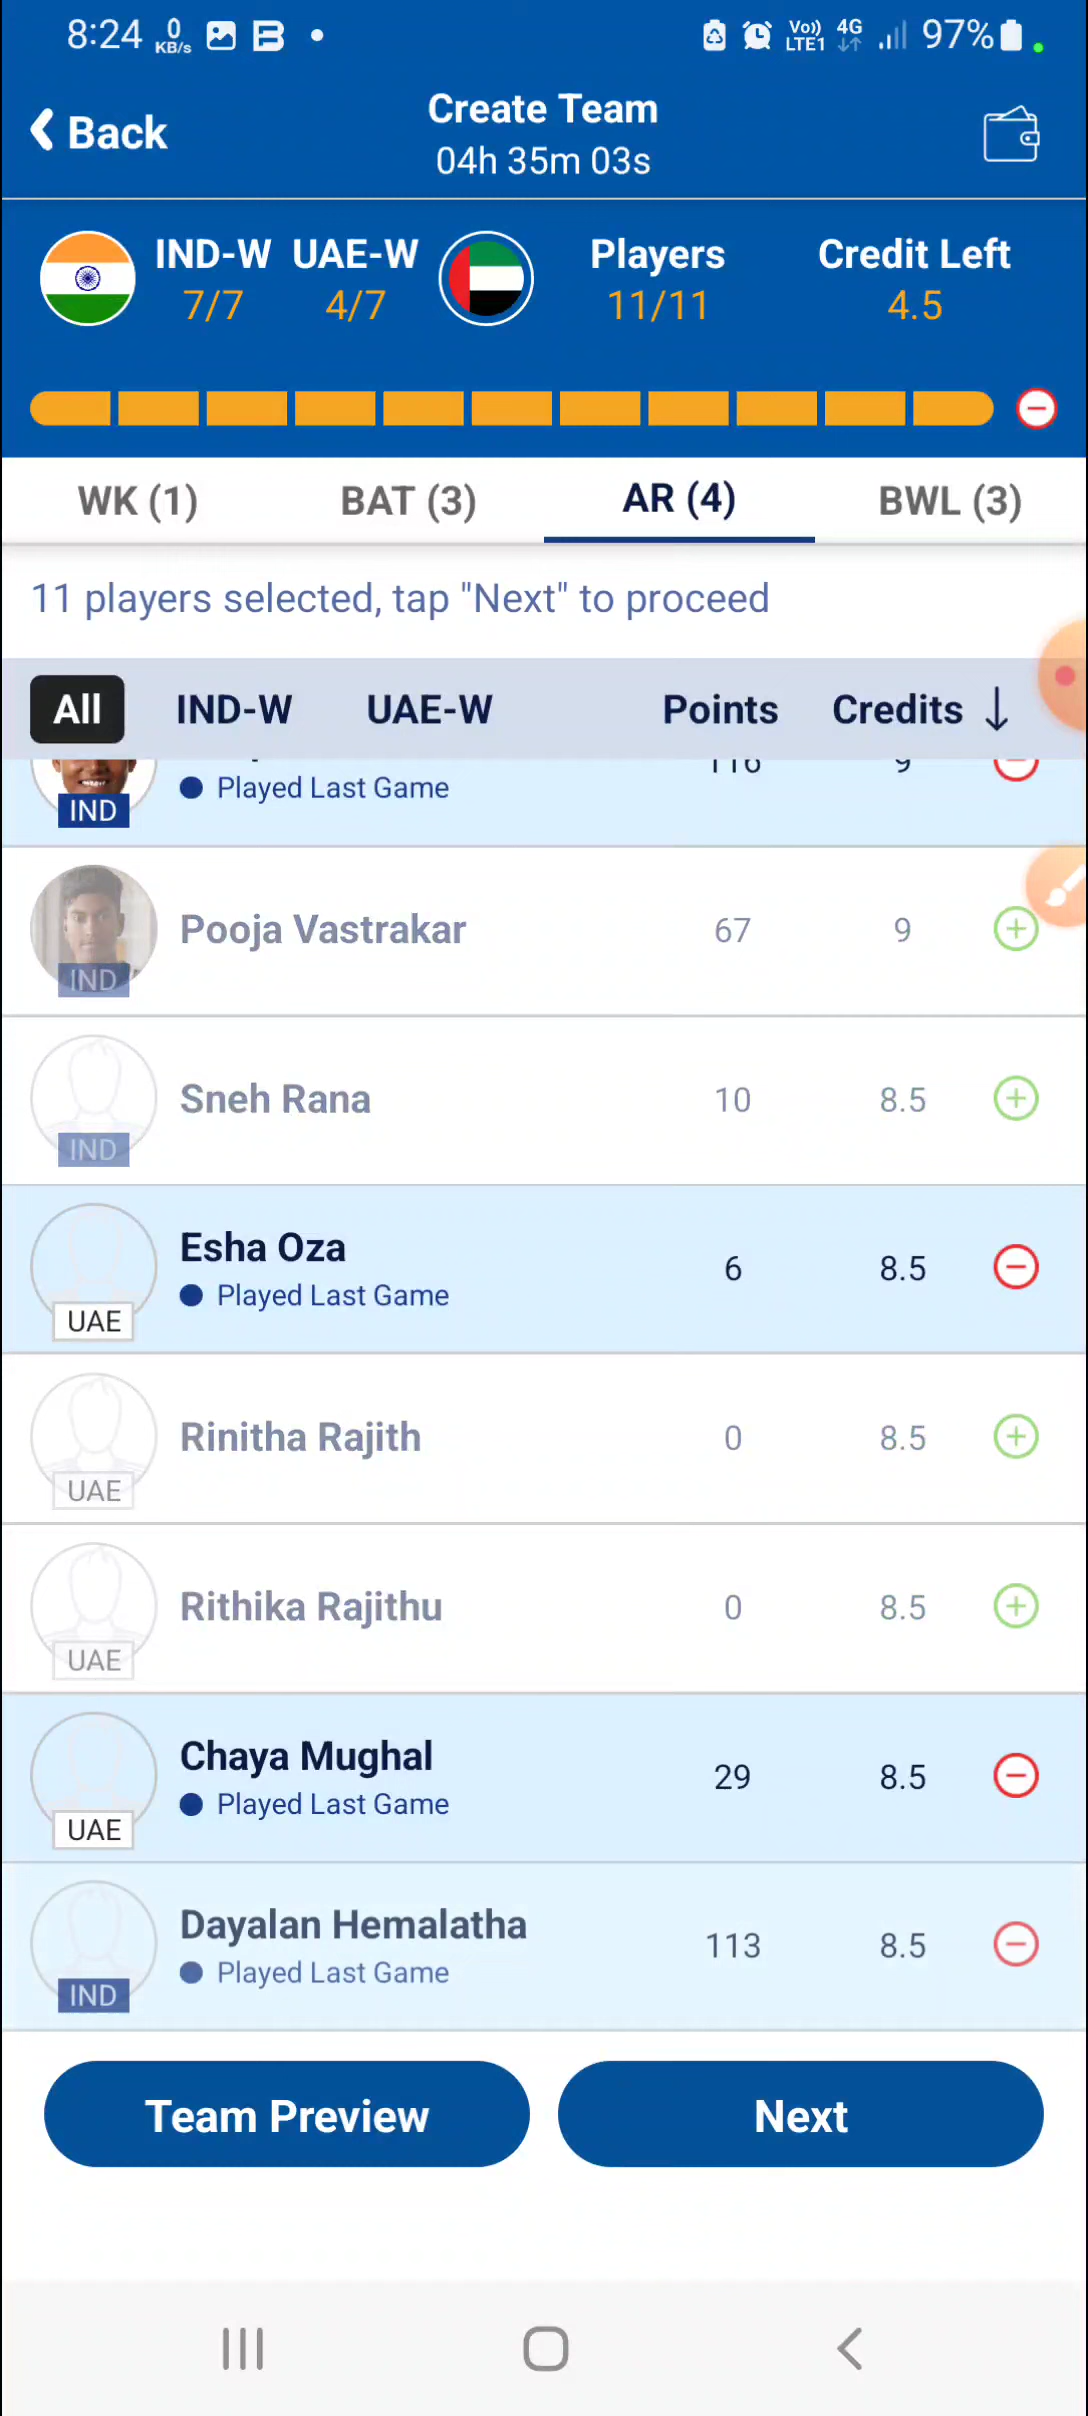 8:24 0 KB/s Vo)) LTE1 4G 97%
Back
Create Team
04h 35m 03s
IND-W UAE-W Players Credit Left
7/7 4/7 11/11 4.5
WK (1) BAT (3) AR (4) BWL (3)
11 players selected, tap "Next" to proceed
All IND-W UAE-W Points Credits ↓
116 9
Played Last Game
IND
Pooja Vastrakar 67 9
IND
Sneh Rana 10 8.5
IND
Esha Oza 6 8.5
Played Last Game
UAE
Rinitha Rajith 0 8.5
UAE
Rithika Rajithu 0 8.5
UAE
Chaya Mughal 29 8.5
Played Last Game
UAE
Dayalan Hemalatha 113 8.5
Played Last Game
IND
Team Preview Next